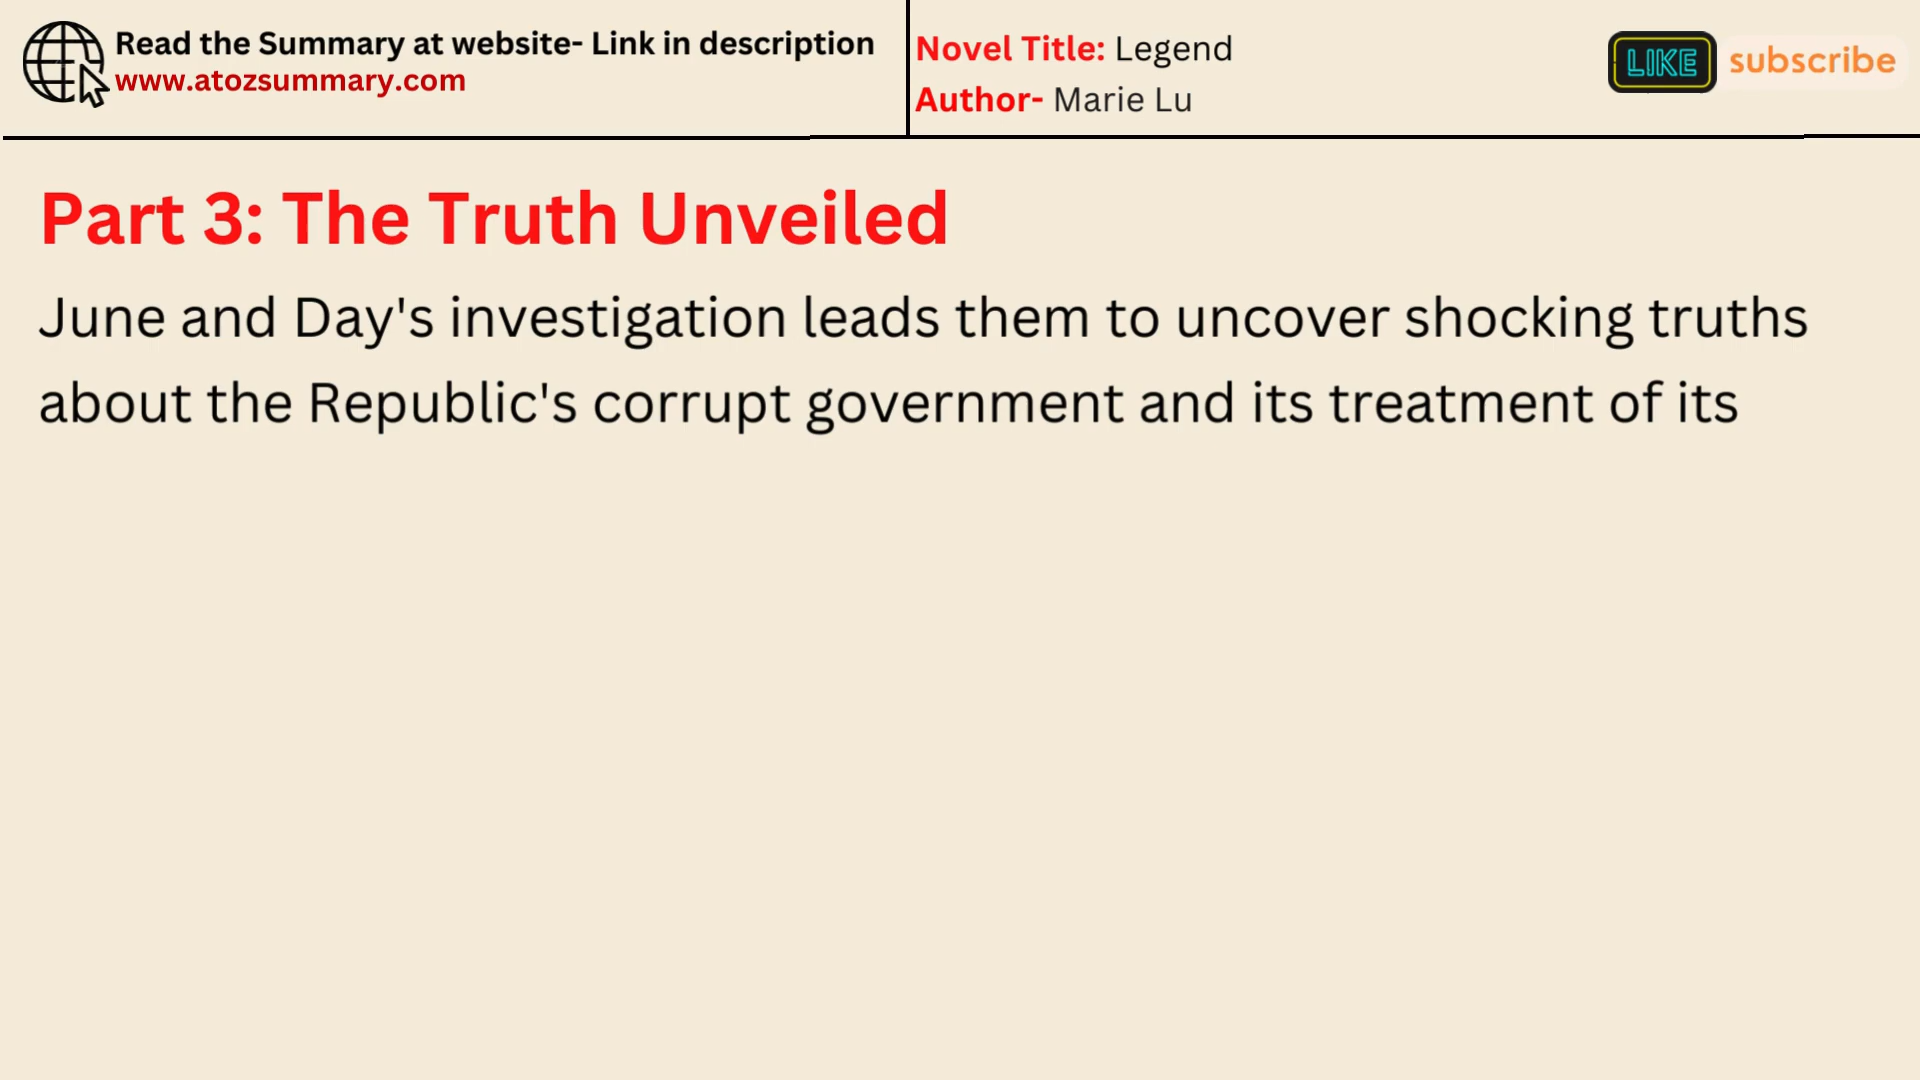 Read the Summary at website- Link in description
www.atozsummary.com
Novel Title: Legend
Author- Marie Lu
LIKE
subscribe
Part 3: The Truth Unveiled
June and Day's investigation leads them to uncover shocking truths
about the Republic's corrupt government and its treatment of its